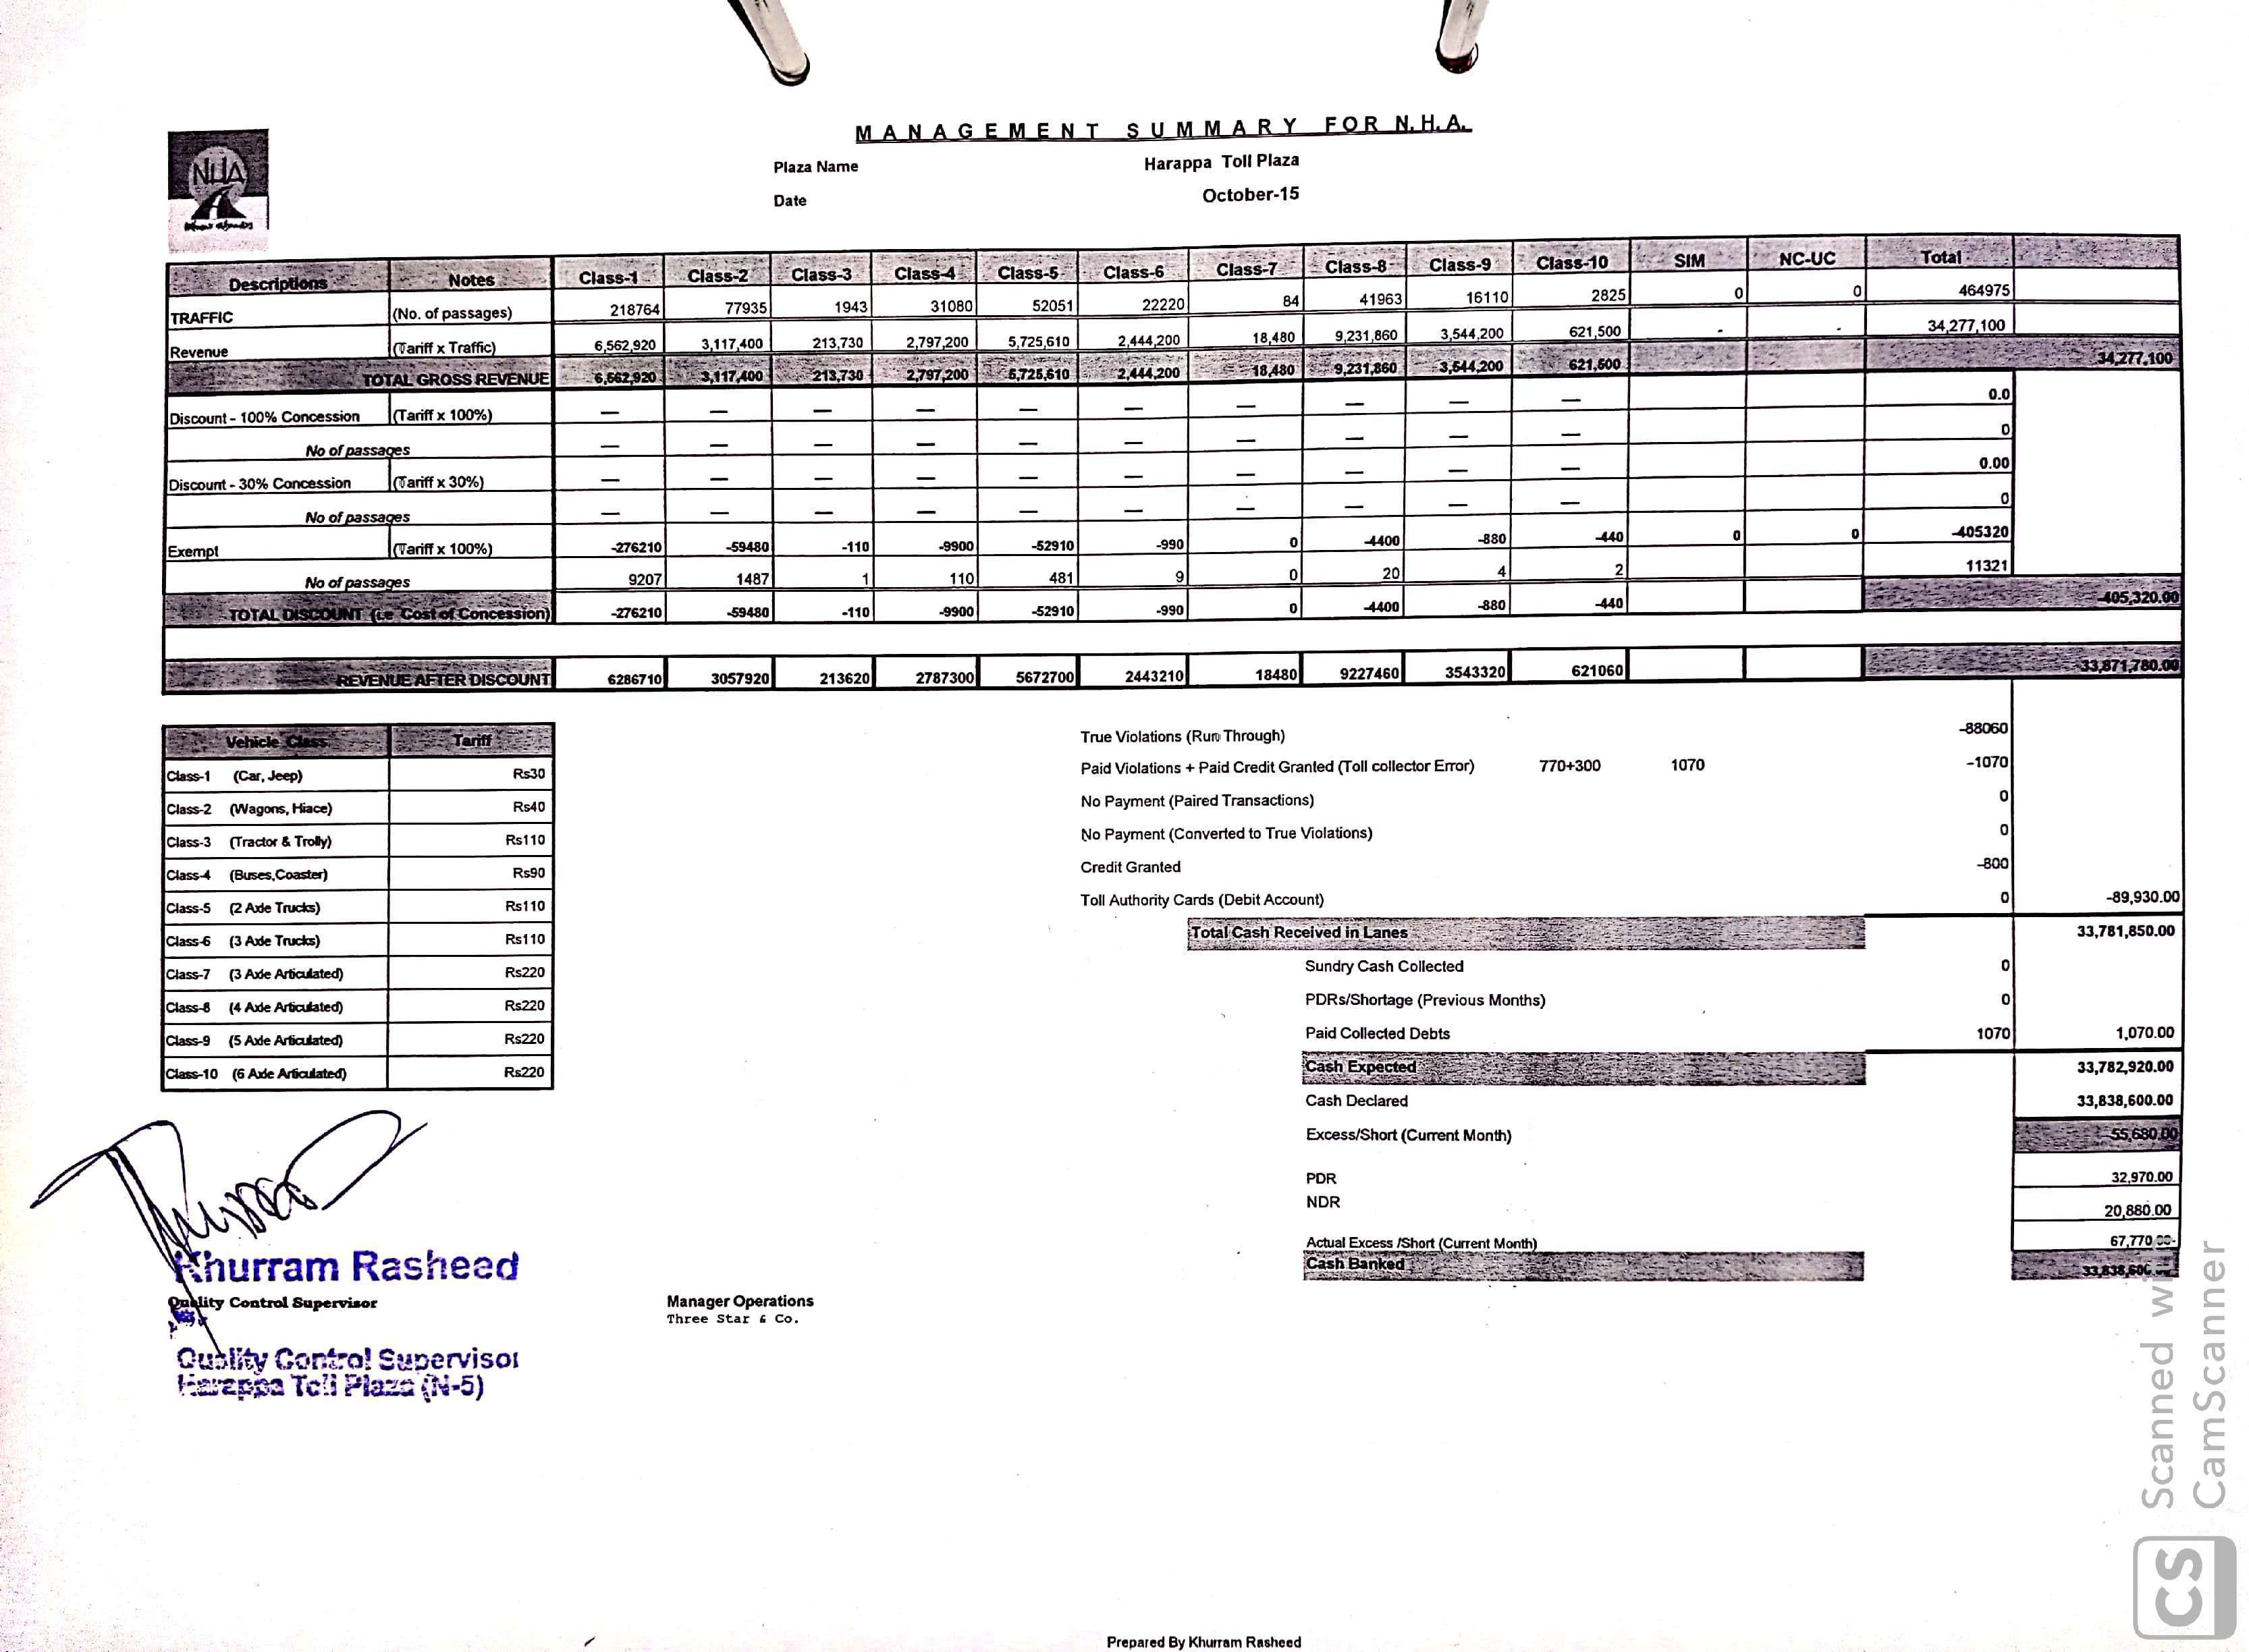 MANAGEMENT SUMMARY FOR N.H.A.
NHA
Plaza Name Harappa Toll Plaza
Date October-15
Descriptions Notes Class-1 Class-2 Class-3 Class-4 Class-5 Class-6 Class-7 Class-8 Class-9 Class-10 SIM NC-UC Total
TRAFFIC (No. of passages) 218764 77935 1943 31080 52051 22220 84 41963 16110 2825 0 0 464975
Revenue (Tariff x Traffic) 6,562,920 3,117,400 213,730 2,797,200 5,725,610 2,444,200 18,480 9,231,860 3,544,200 621,500 - - 34,277,100
TOTAL GROSS REVENUE 6,562,920 3,117,400 213,730 2,797,200 5,725,610 2,444,200 18,480 9,231,860 3,544,200 621,500 34,277,100
Discount - 100% Concession (Tariff x 100%) — — — — — — — — — — 0.0
No of passages — — — — — — — — — — 0
Discount - 30% Concession (Tariff x 30%) — — — — — — — — — — 0.00
No of passages — — — — — — — — — — 0
Exempt (Tariff x 100%) -276210 -59480 -110 -9900 -52910 -990 0 -4400 -880 -440 0 0 -405320
No of passages 9207 1487 1 110 481 9 0 20 4 2 11321
TOTAL DISCOUNT (i.e Cost of Concession) -276210 -59480 -110 -9900 -52910 -990 0 -4400 -880 -440 -405,320.00
REVENUE AFTER DISCOUNT 6286710 3057920 213620 2787300 5672700 2443210 18480 9227460 3543320 621060 33,871,780.00
Vehicle Class Tariff
Class-1 (Car, Jeep) Rs30
Class-2 (Wagons, Hiace) Rs40
Class-3 (Tractor & Trolly) Rs110
Class-4 (Buses,Coaster) Rs90
Class-5 (2 Axle Trucks) Rs110
Class-6 (3 Axle Trucks) Rs110
Class-7 (3 Axle Articulated) Rs220
Class-8 (4 Axle Articulated) Rs220
Class-9 (5 Axle Articulated) Rs220
Class-10 (6 Axle Articulated) Rs220
True Violations (Run Through) -88060
Paid Violations + Paid Credit Granted (Toll collector Error) 770+300 1070 -1070
No Payment (Paired Transactions) 0
No Payment (Converted to True Violations) 0
Credit Granted -800
Toll Authority Cards (Debit Account) 0 -89,930.00
Total Cash Received in Lanes 33,781,850.00
Sundry Cash Collected 0
PDRs/Shortage (Previous Months) 0
Paid Collected Debts 1070 1,070.00
Cash Expected 33,782,920.00
Cash Declared 33,838,600.00
Excess/Short (Current Month) 55,680.00
PDR 32,970.00
NDR 20,880.00
Actual Excess /Short (Current Month) 67,770
Cash Banked 33,838,600
Khurram Rasheed
Quality Control Supervisor
Quality Control Supervisor
Harappa Toll Plaza (N-5)
Manager Operations
Three Star & Co.
Prepared By Khurram Rasheed
CS
Scanned with
CamScanner